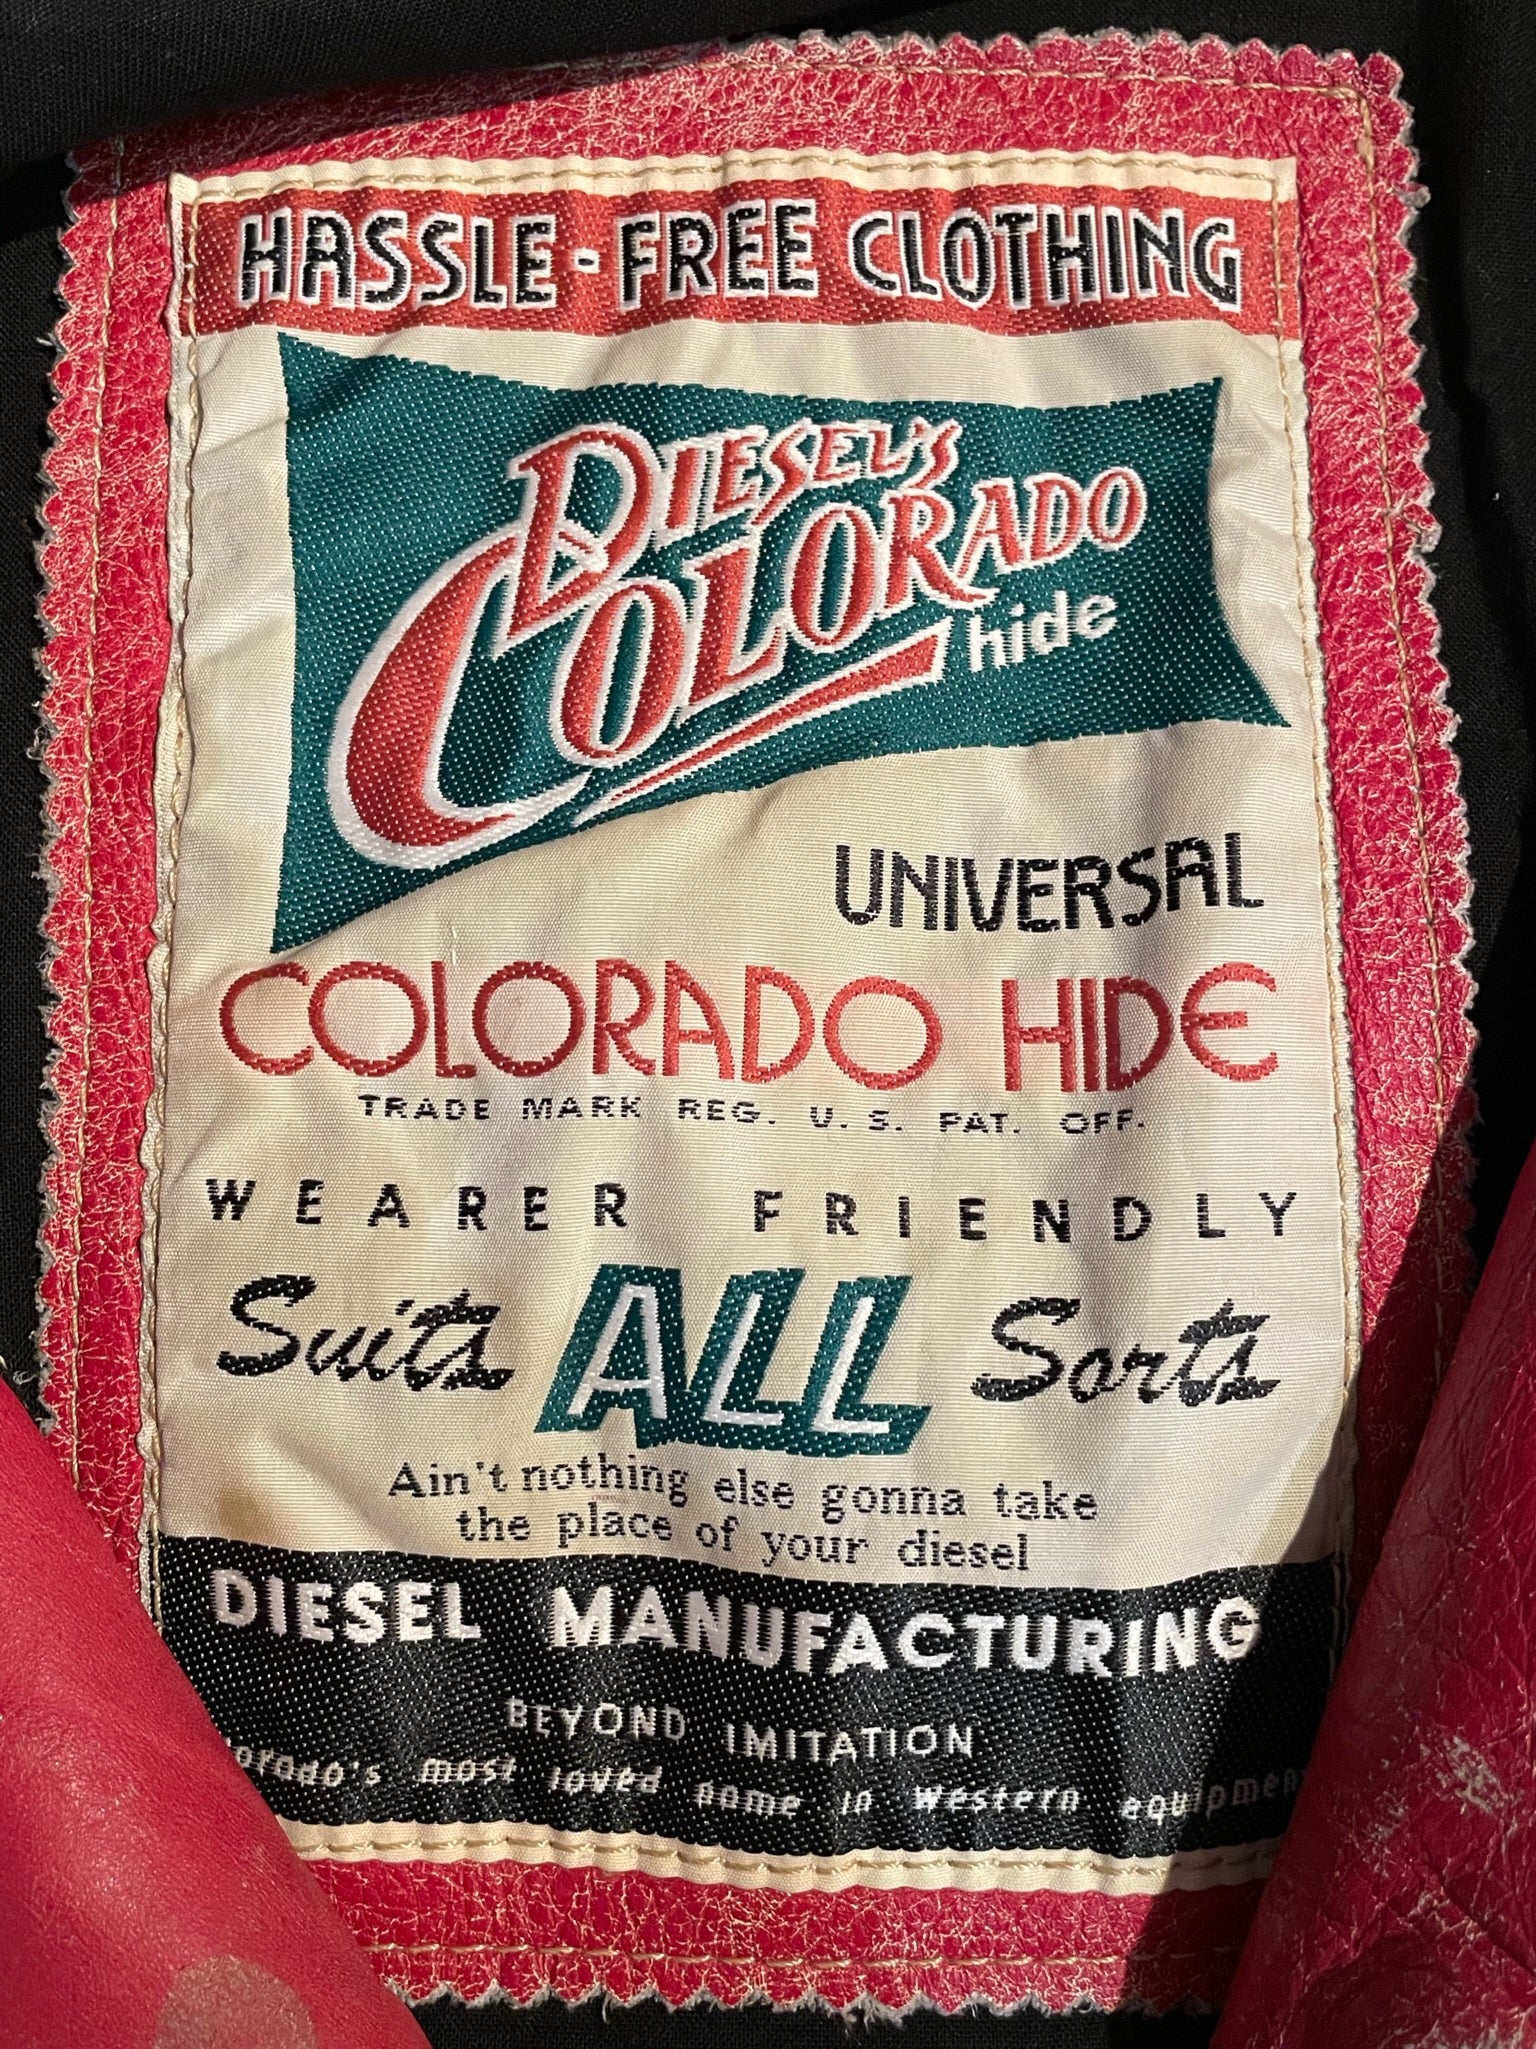 HASSLE-FREE CLOTHING
DIESEL'S
COLORADO
hide
UNIVERSAL
COLORADO HIDE
TRADE MARK REG. U.S. PAT. OFF.
WEARER FRIENDLY
Suits ALL Sorts
Ain't nothing else gonna take
the place of your diesel
DIESEL MANUFACTURING
BEYOND IMITATION
most loved name in western